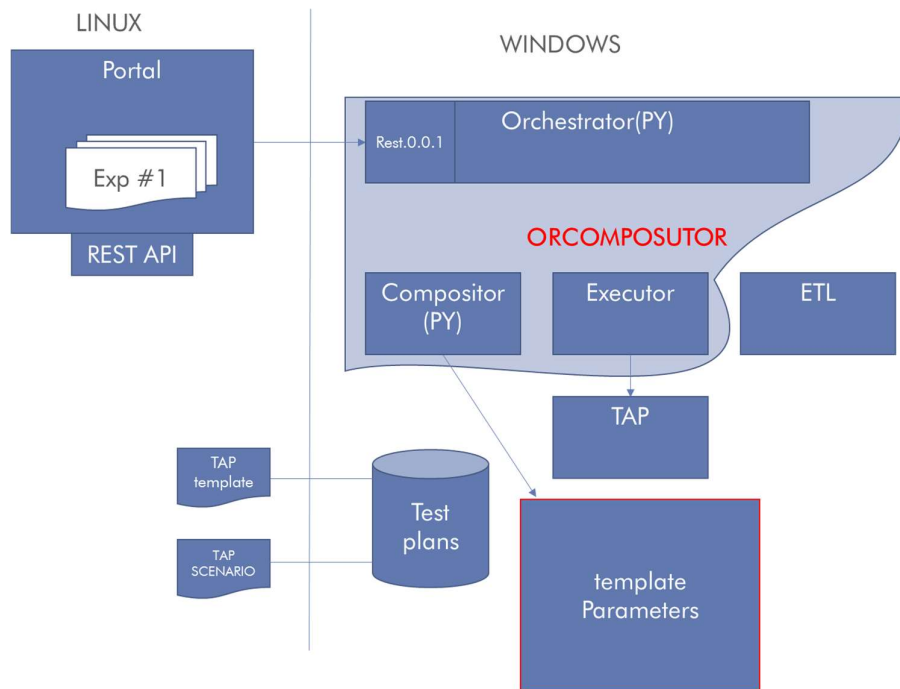 LINUX
WINDOWS
Portal
Exp #1
REST API
Rest.0.0.1
Orchestrator(PY)
ORCOMPOSUTOR
Compositor
(PY)
Executor
ETL
TAP
TAP
template
TAP
SCENARIO
Test
plans
template
Parameters